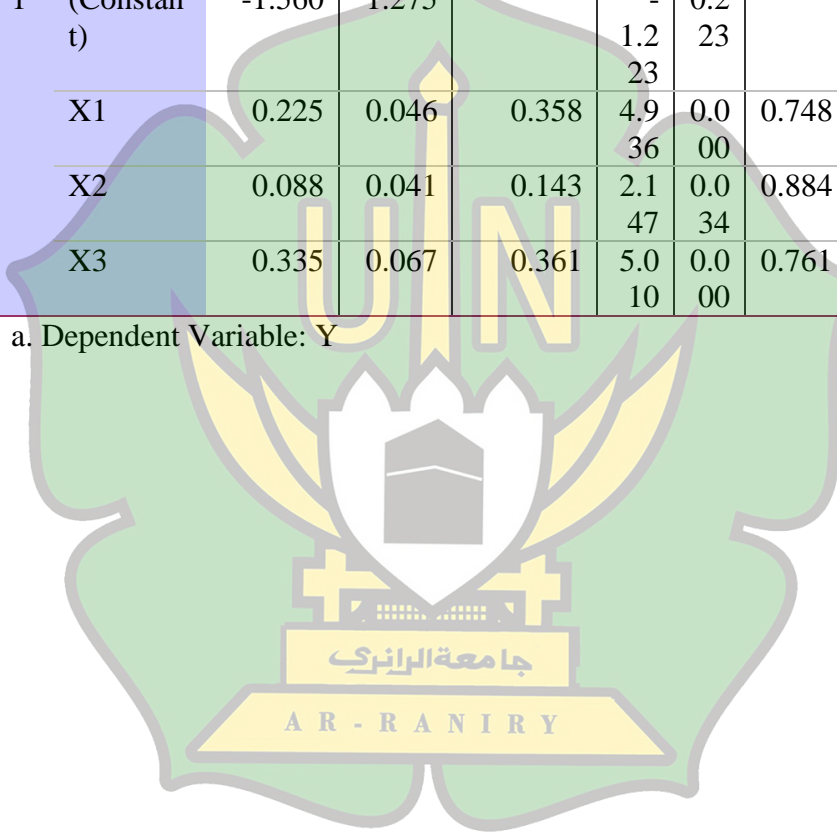 1 (Constan -1.560 1.275 - 0.2
t) 1.2 23
23
X1 0.225 0.046 0.358 4.9 0.0 0.748
36 00
X2 0.088 0.041 0.143 2.1 0.0 0.884
47 34
X3 0.335 0.067 0.361 5.0 0.0 0.761
10 00
a. Dependent Variable: Y
UIN
جامعة الرانري
AR-RANIRY